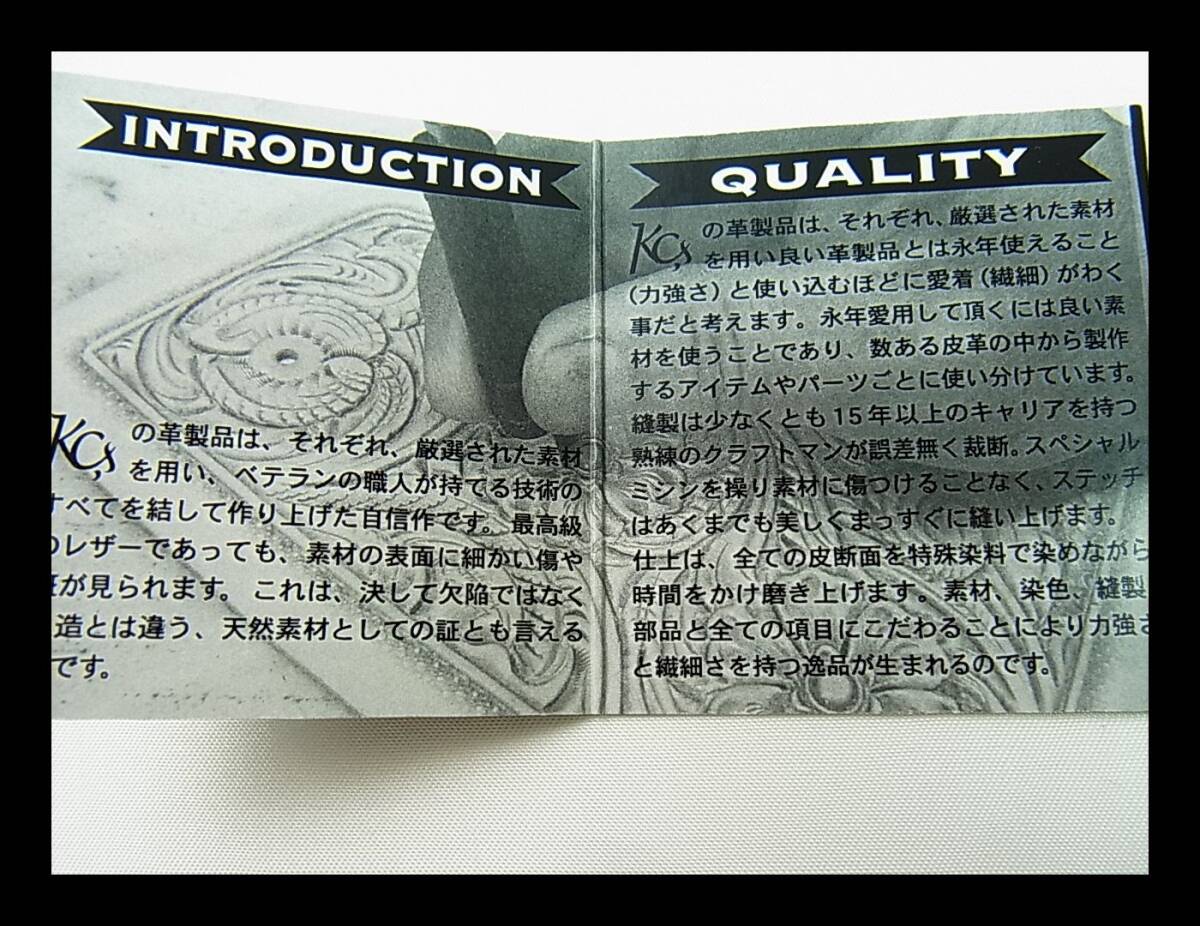 INTRODUCTION
KC,s の革製品は、それぞれ、厳選された素材
を用い、ベテランの職人が持てる技術の
すべてを結して作り上げた自信作です。最高級
のレザーであっても、素材の表面に細かい傷や
が見られます。これは、決して欠陥ではなく
造とは違う、天然素材としての証とも言える
です。
QUALITY
KC,s の革製品は、それぞれ、厳選された素材
を用い良い革製品とは永年使えること
(力強さ)と使い込むほどに愛着(繊細)がわく
事だと考えます。永年愛用して頂くには良い素
材を使うことであり、数ある皮革の中から製作
するアイテムやパーツごとに使い分けています。
縫製は少なくとも15年以上のキャリアを持つ
熟練のクラフトマンが誤差無く裁断。スペシャル
ミシンを操り素材に傷つけることなく、ステッチ
はあくまでも美しくまっすぐに縫い上げます。
仕上は、全ての皮断面を特殊染料で染めながら
時間をかけ磨き上げます。素材、染色、縫製
部品と全ての項目にこだわることにより力強さ
と繊細さを持つ逸品が生まれるのです。